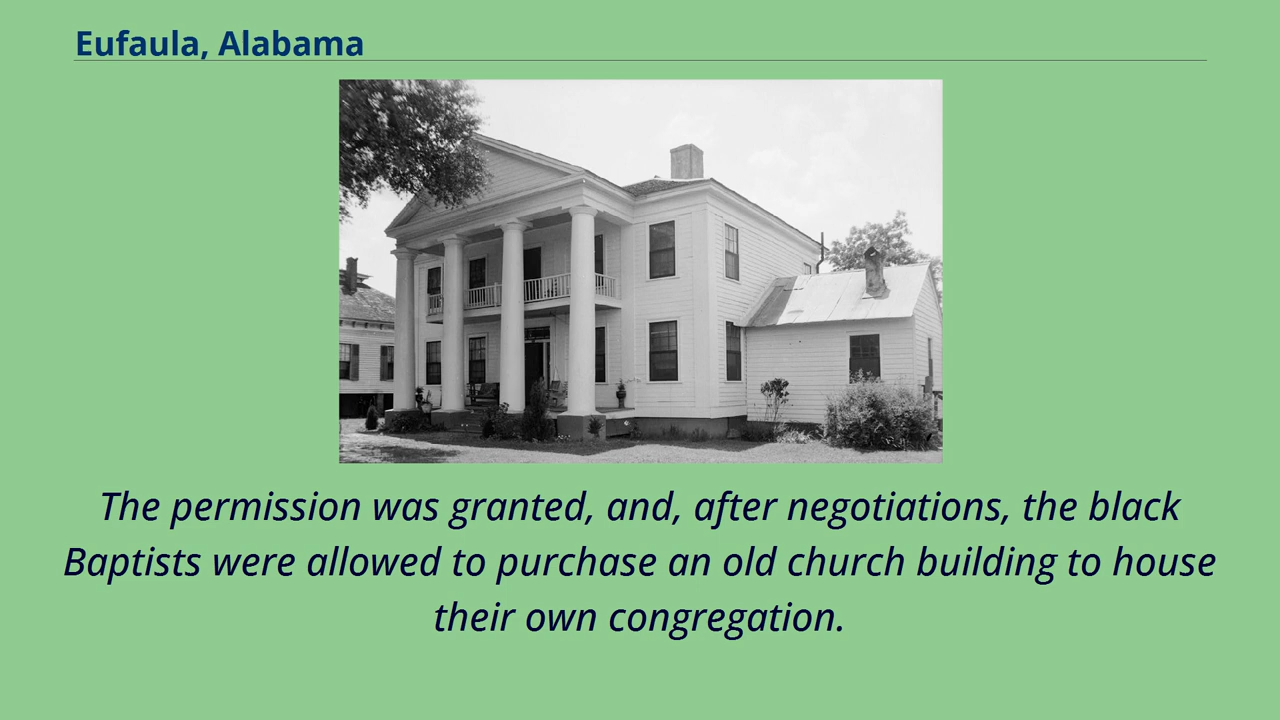 Eufaula, Alabama
The permission was granted, and, after negotiations, the black
Baptists were allowed to purchase an old church building to house
their own congregation.